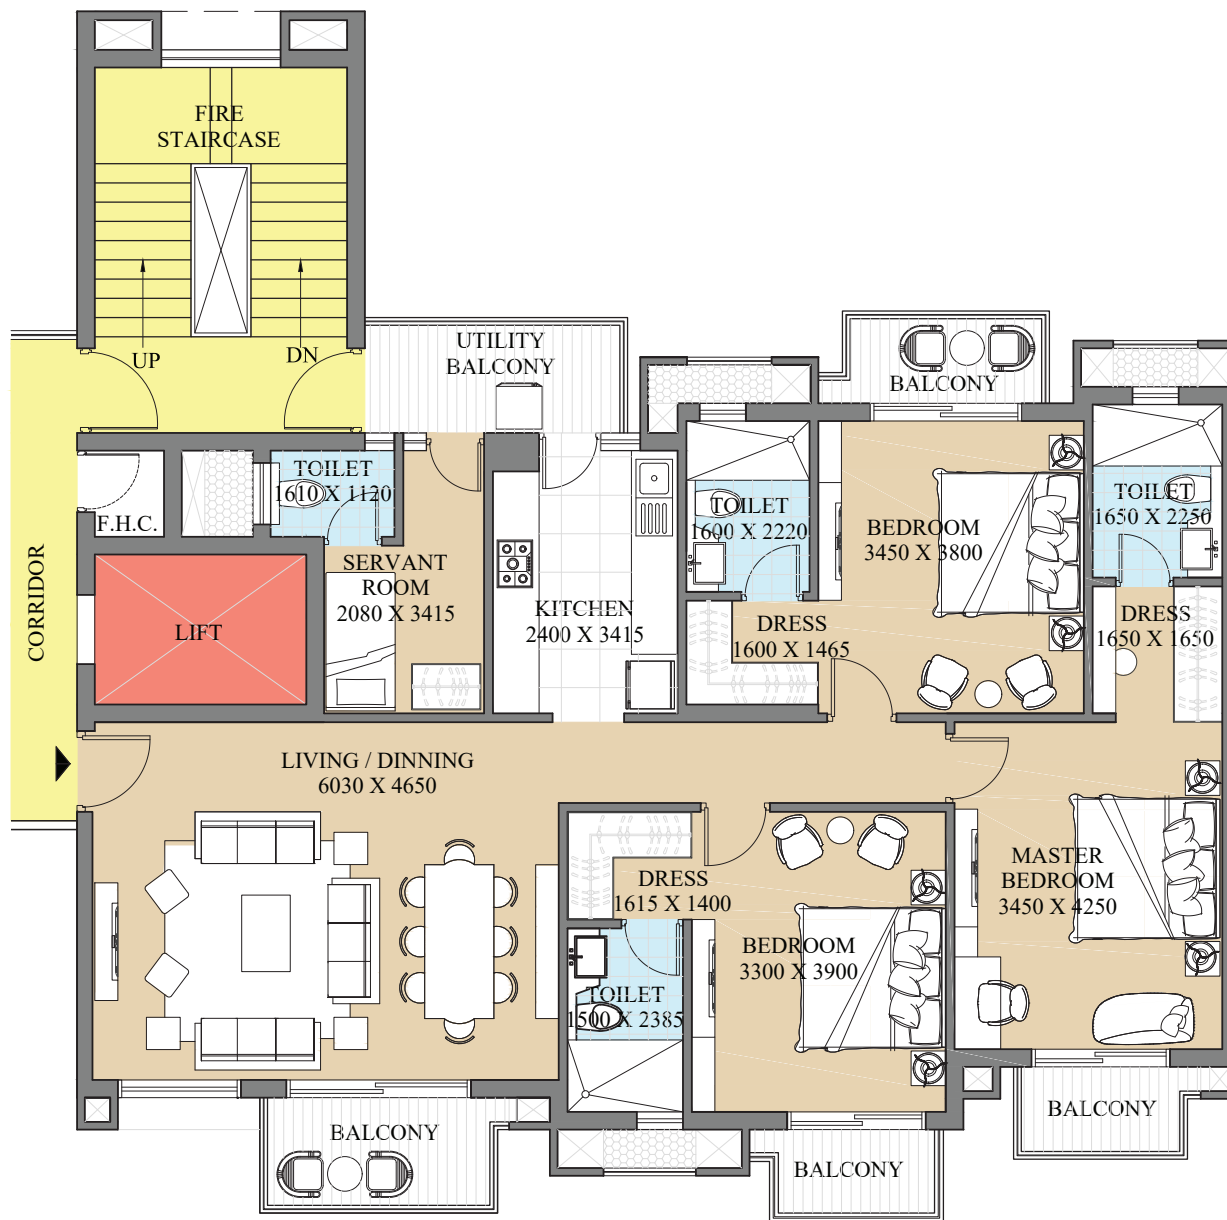 FIRE
STAIRCASE
UP
DN
UTILITY
BALCONY
BALCONY
TOILET
1610 X 1120
F.H.C.
TOILET
1600 X 2220
BEDROOM
3450 X 3800
TOILET
1650 X 2250
CORRIDOR
LIFT
SERVANT
ROOM
2080 X 3415
KITCHEN
2400 X 3415
DRESS
1600 X 1465
DRESS
1650 X 1650
LIVING / DINNING
6030 X 4650
DRESS
1615 X 1400
MASTER
BEDROOM
3450 X 4250
BEDROOM
3300 X 3900
TOILET
1500 X 2385
BALCONY
BALCONY
BALCONY